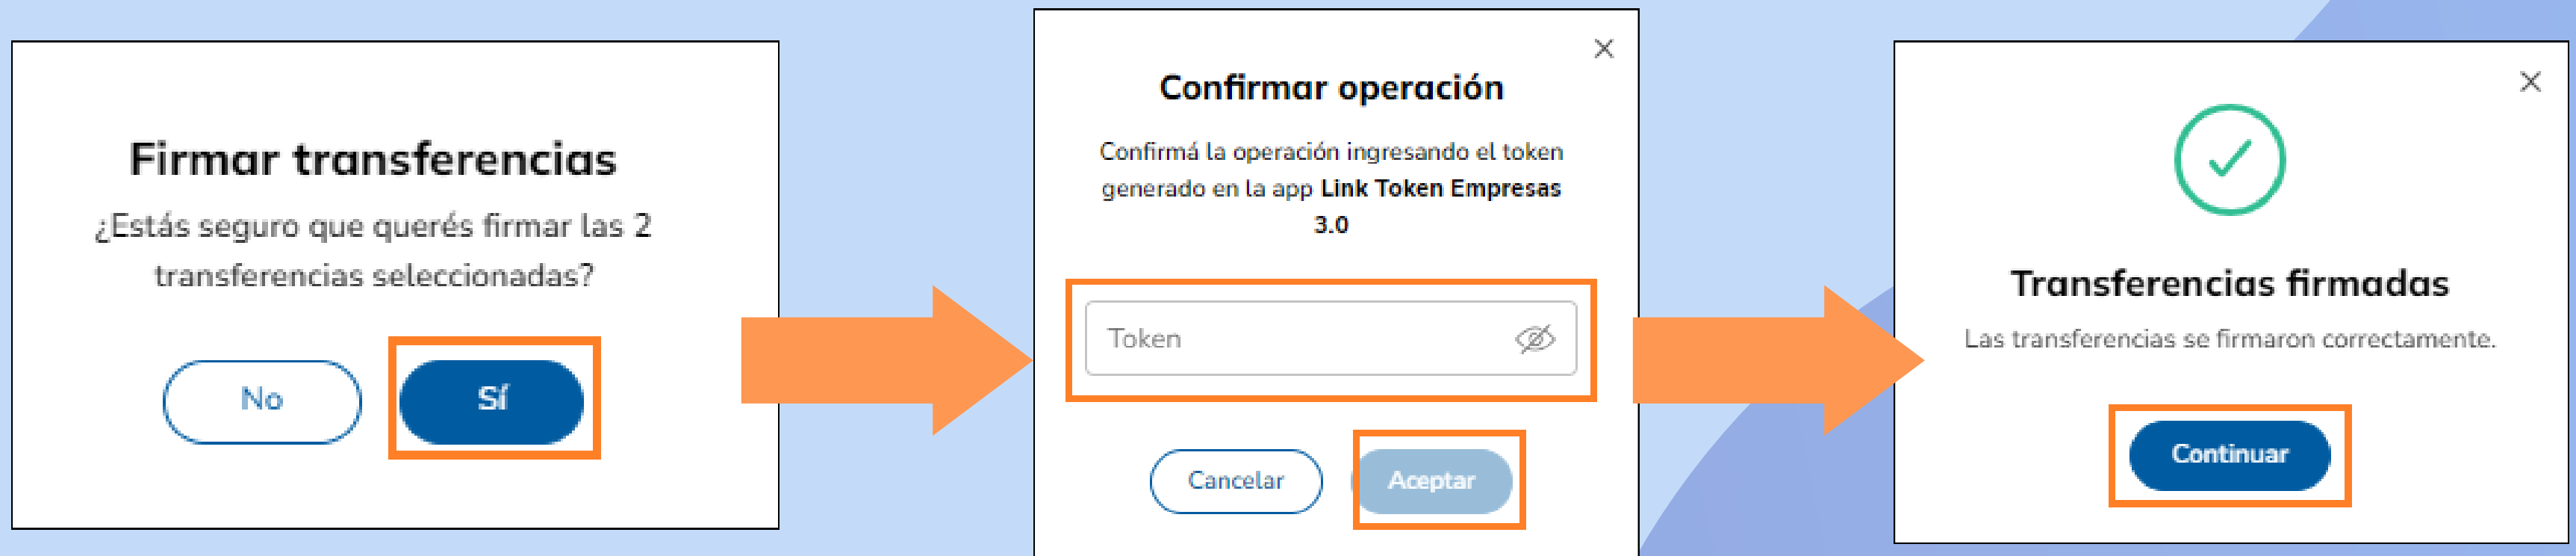 Firmar transferencias
¿Estás seguro que querés firmar las 2
transferencias seleccionadas?
No
Sí
Confirmar operación
Confirmá la operación ingresando el token
generado en la app Link Token Empresas
3.0
Token
Cancelar
Aceptar
Transferencias firmadas
Las transferencias se firmaron correctamente.
Continuar